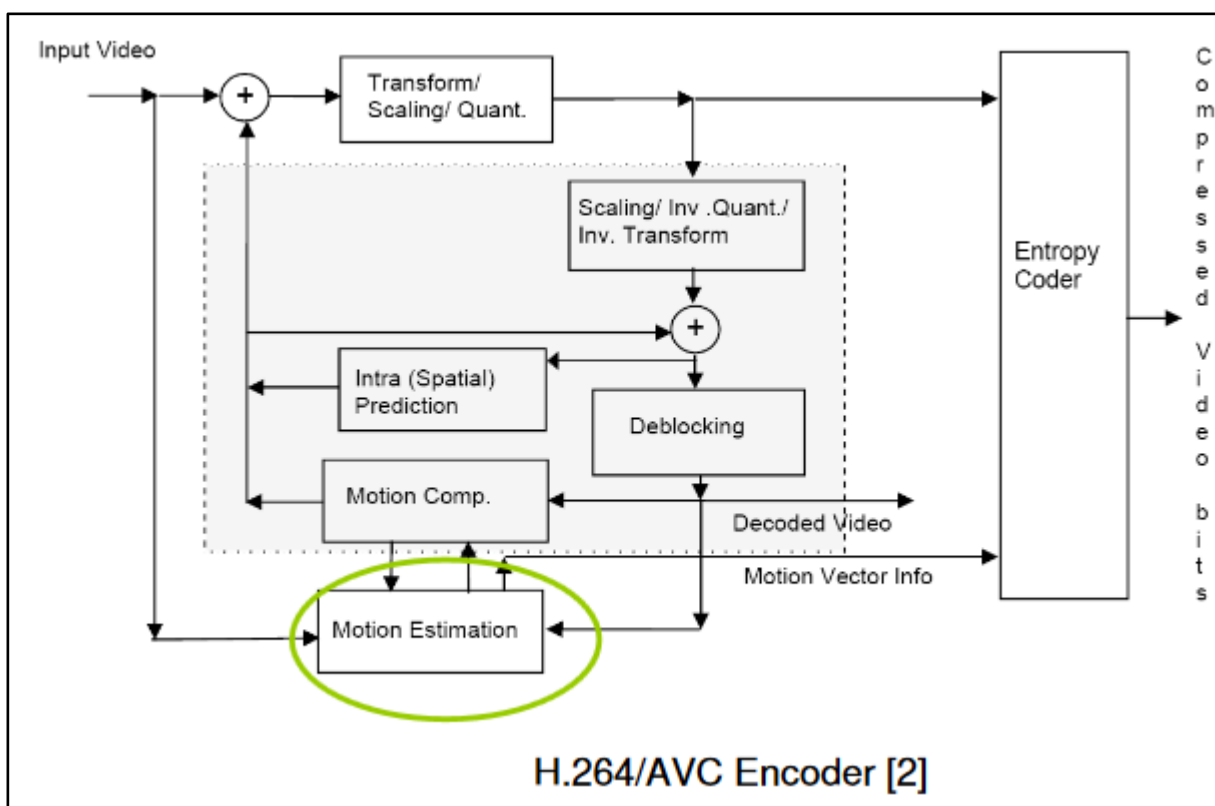 Input Video
+
Transform/
Scaling/ Quant.
Scaling/ Inv .Quant./
Inv. Transform
+
Intra (Spatial)
Prediction
Deblocking
Motion Comp.
Decoded Video
Motion Vector Info
Motion Estimation
Entropy
Coder
Compressed Video bits
H.264/AVC Encoder [2]